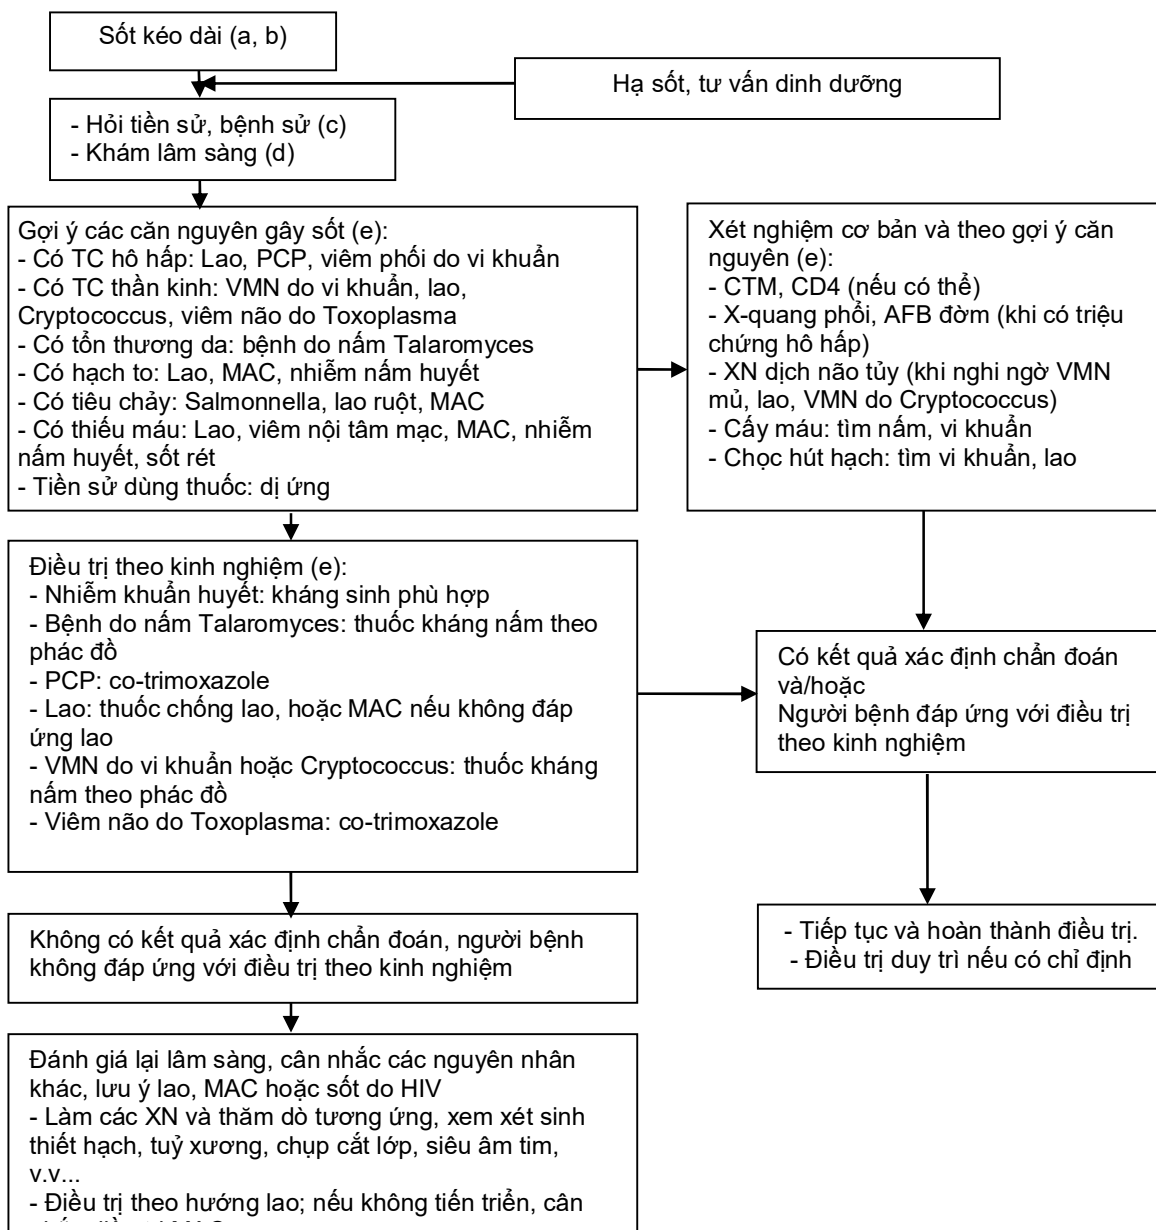 Sốt kéo dài (a, b)
Hạ sốt, tư vấn dinh dưỡng
- Hỏi tiền sử, bệnh sử (c)
- Khám lâm sàng (d)
Gợi ý các căn nguyên gây sốt (e):
- Có TC hô hấp: Lao, PCP, viêm phối do vi khuẩn
- Có TC thần kinh: VMN do vi khuẩn, lao,
Cryptococcus, viêm não do Toxoplasma
- Có tổn thương da: bệnh do nấm Talaromyces
- Có hạch to: Lao, MAC, nhiễm nấm huyết
- Có tiêu chảy: Salmonnella, lao ruột, MAC
- Có thiếu máu: Lao, viêm nội tâm mạc, MAC, nhiễm
nấm huyết, sốt rét
- Tiền sử dùng thuốc: dị ứng
Xét nghiệm cơ bản và theo gợi ý căn
nguyên (e):
- CTM, CD4 (nếu có thể)
- X-quang phổi, AFB đờm (khi có triệu
chứng hô hấp)
- XN dịch não tủy (khi nghi ngờ VMN
mủ, lao, VMN do Cryptococcus)
- Cấy máu: tìm nấm, vi khuẩn
- Chọc hút hạch: tìm vi khuẩn, lao
Điều trị theo kinh nghiệm (e):
- Nhiễm khuẩn huyết: kháng sinh phù hợp
- Bệnh do nấm Talaromyces: thuốc kháng nấm theo
phác đồ
- PCP: co-trimoxazole
- Lao: thuốc chống lao, hoặc MAC nếu không đáp
ứng lao
- VMN do vi khuẩn hoặc Cryptococcus: thuốc kháng
nấm theo phác đồ
- Viêm não do Toxoplasma: co-trimoxazole
Có kết quả xác định chẩn đoán
và/hoặc
Người bệnh đáp ứng với điều trị
theo kinh nghiệm
Không có kết quả xác định chẩn đoán, người bệnh
không đáp ứng với điều trị theo kinh nghiệm
- Tiếp tục và hoàn thành điều trị.
- Điều trị duy trì nếu có chỉ định
Đánh giá lại lâm sàng, cân nhắc các nguyên nhân
khác, lưu ý lao, MAC hoặc sốt do HIV
- Làm các XN và thăm dò tương ứng, xem xét sinh
thiết hạch, tuỷ xương, chụp cắt lớp, siêu âm tim,
v.v...
- Điều trị theo hướng lao; nếu không tiến triển, cân